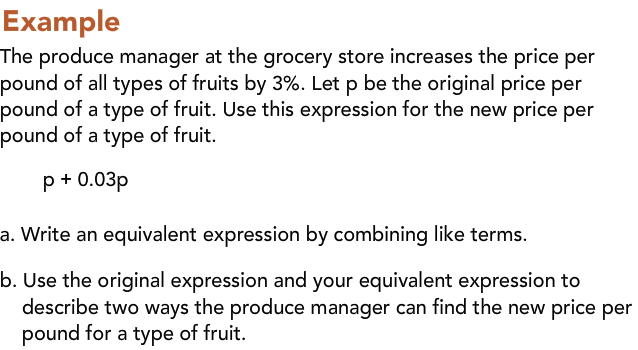 Example
The produce manager at the grocery store increases the price per
pound of all types of fruits by 3%. Let p be the original price per
pound of a type of fruit. Use this expression for the new price per
pound of a type of fruit.
p + 0.03p
a. Write an equivalent expression by combining like terms.
b. Use the original expression and your equivalent expression to
describe two ways the produce manager can find the new price per
pound for a type of fruit.